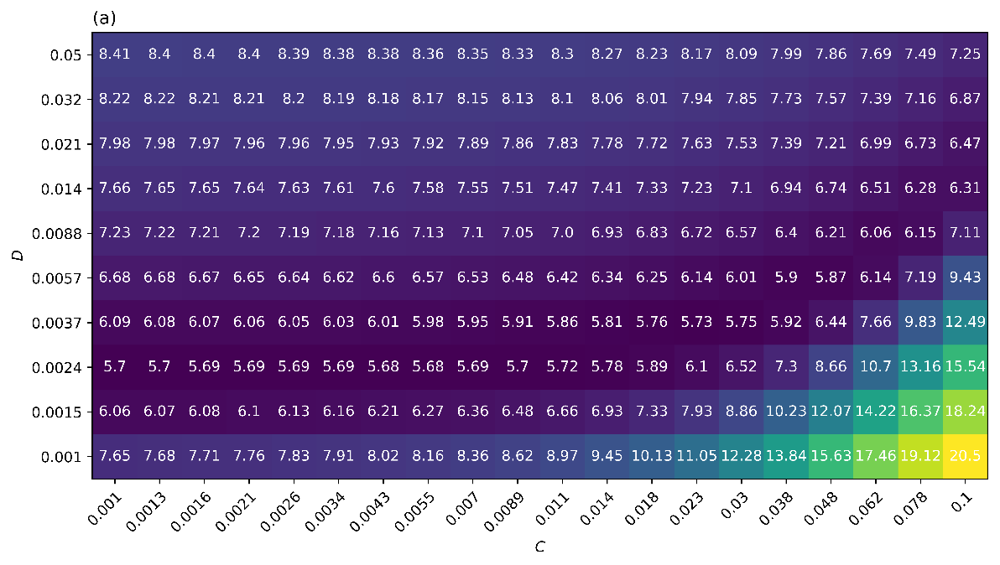 (a)
0.05 8.41 8.4 8.4 8.4 8.39 8.38 8.38 8.36 8.35 8.33 8.3 8.27 8.23 8.17 8.09 7.99 7.86 7.69 7.49 7.25
0.032 8.22 8.22 8.21 8.21 8.2 8.19 8.18 8.17 8.15 8.13 8.1 8.06 8.01 7.94 7.85 7.73 7.57 7.39 7.16 6.87
0.021 7.98 7.98 7.97 7.96 7.96 7.95 7.93 7.92 7.89 7.86 7.83 7.78 7.72 7.63 7.53 7.39 7.21 6.99 6.73 6.47
0.014 7.66 7.65 7.65 7.64 7.63 7.61 7.6 7.58 7.55 7.51 7.47 7.41 7.33 7.23 7.1 6.94 6.74 6.51 6.28 6.31
0.0088 7.23 7.22 7.21 7.2 7.19 7.18 7.16 7.13 7.1 7.05 7.0 6.93 6.83 6.72 6.57 6.4 6.21 6.06 6.15 7.11
D
0.0057 6.68 6.68 6.67 6.65 6.64 6.62 6.6 6.57 6.53 6.48 6.42 6.34 6.25 6.14 6.01 5.9 5.87 6.14 7.19 9.43
0.0037 6.09 6.08 6.07 6.06 6.05 6.03 6.01 5.98 5.95 5.91 5.86 5.81 5.76 5.73 5.75 5.92 6.44 7.66 9.83 12.49
0.0024 5.7 5.7 5.69 5.69 5.69 5.69 5.68 5.68 5.69 5.7 5.72 5.78 5.89 6.1 6.52 7.3 8.66 10.7 13.16 15.54
0.0015 6.06 6.07 6.08 6.1 6.13 6.16 6.21 6.27 6.36 6.48 6.66 6.93 7.33 7.93 8.86 10.23 12.07 14.22 16.37 18.24
0.001 7.65 7.68 7.71 7.76 7.83 7.91 8.02 8.16 8.36 8.62 8.97 9.45 10.13 11.05 12.28 13.84 15.63 17.46 19.12 20.5
0.001 0.0013 0.0016 0.0021 0.0026 0.0034 0.0043 0.0055 0.007 0.0089 0.011 0.014 0.018 0.023 0.03 0.038 0.048 0.062 0.078 0.1
C